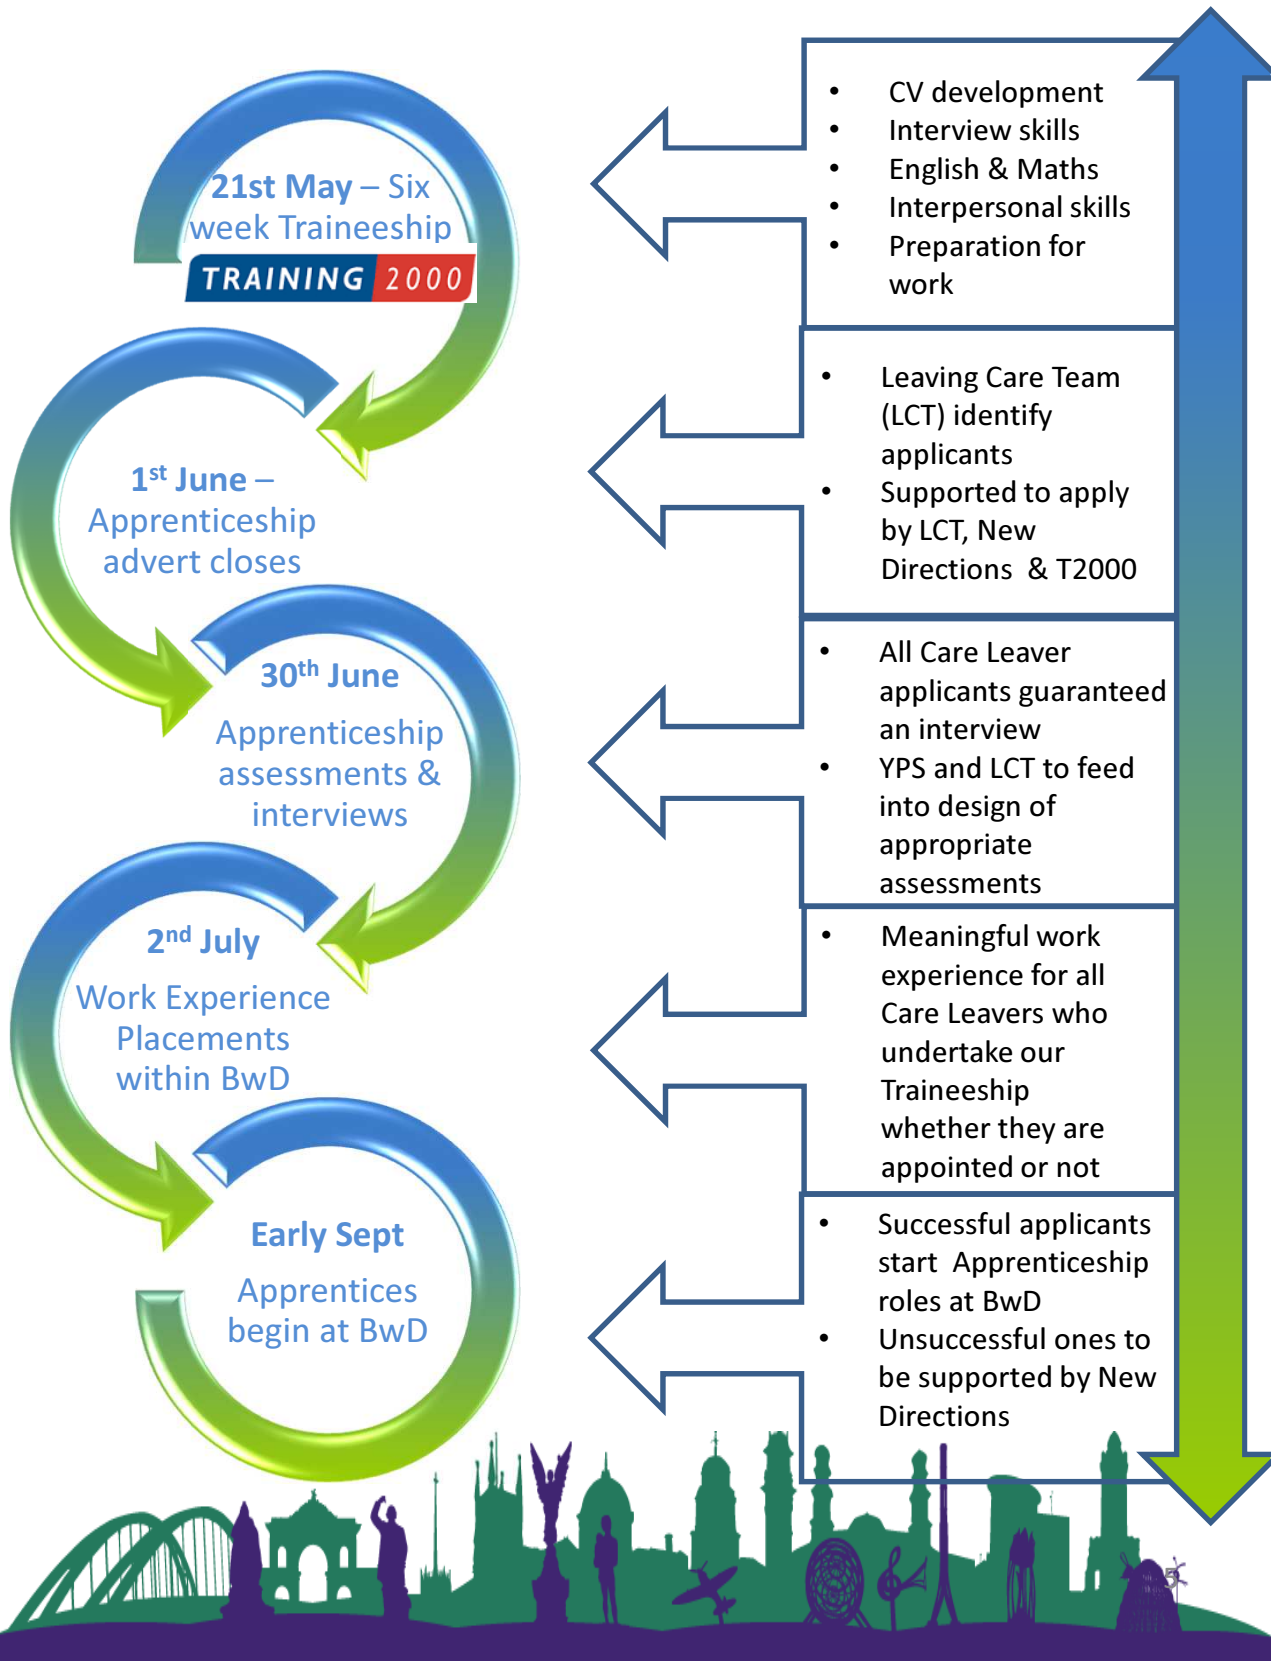 21st May – Six
week Traineeship
TRAINING 2000
• CV development
• Interview skills
• English & Maths
• Interpersonal skills
• Preparation for
work
1st June –
Apprenticeship
advert closes
• Leaving Care Team
(LCT) identify
applicants
• Supported to apply
by LCT, New
Directions & T2000
30th June
Apprenticeship
assessments &
interviews
• All Care Leaver
applicants guaranteed
an interview
• YPS and LCT to feed
into design of
appropriate
assessments
2nd July
Work Experience
Placements
within BwD
• Meaningful work
experience for all
Care Leavers who
undertake our
Traineeship
whether they are
appointed or not
Early Sept
Apprentices
begin at BwD
• Successful applicants
start Apprenticeship
roles at BwD
• Unsuccessful ones to
be supported by New
Directions
5